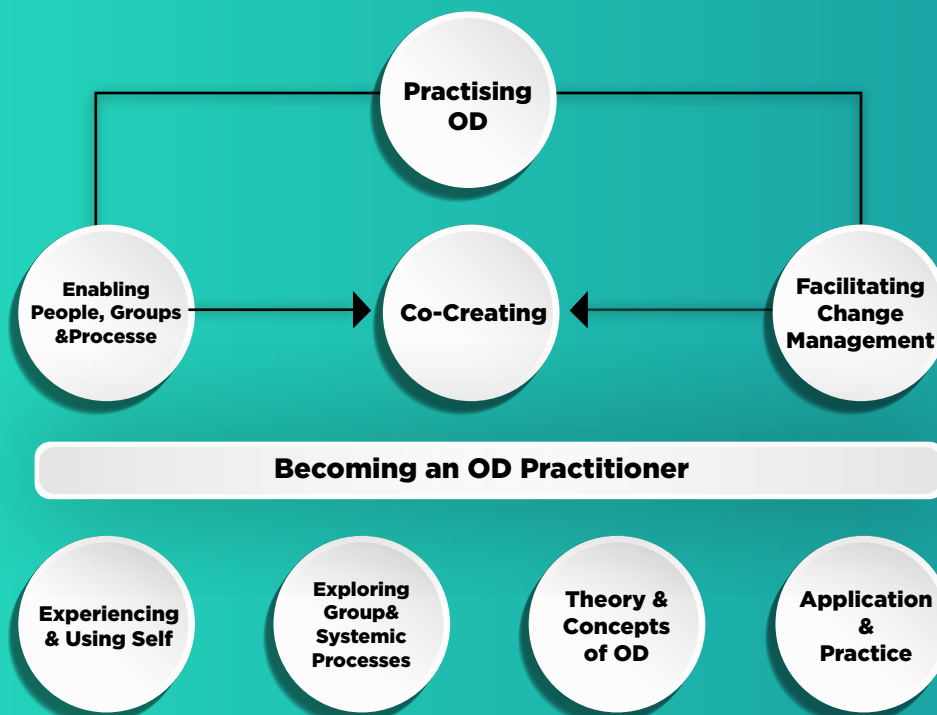 Practising
OD
Enabling
People, Groups
&Processe
Co-Creating
Facilitating
Change
Management
Becoming an OD Practitioner
Experiencing
& Using Self
Exploring
Group&
Systemic
Processes
Theory &
Concepts
of OD
Application
&
Practice